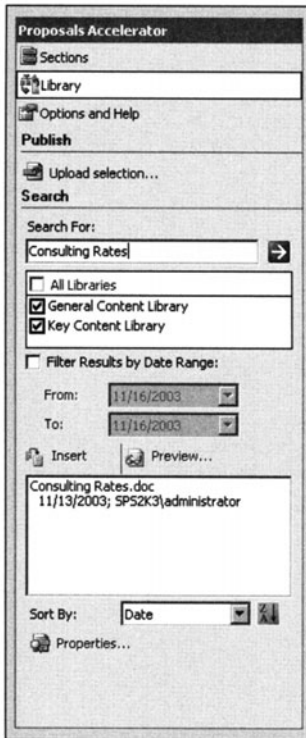 Proposals Accelerator
Sections
Library
Options and Help
Publish
Upload selection...
Search
Search For:
Consulting Rates
All Libraries
General Content Library
Key Content Library
Filter Results by Date Range:
From: 11/16/2003
To: 11/16/2003
Insert Preview...
Consulting Rates.doc
11/13/2003; SPS2K3\administrator
Sort By: Date
Properties...